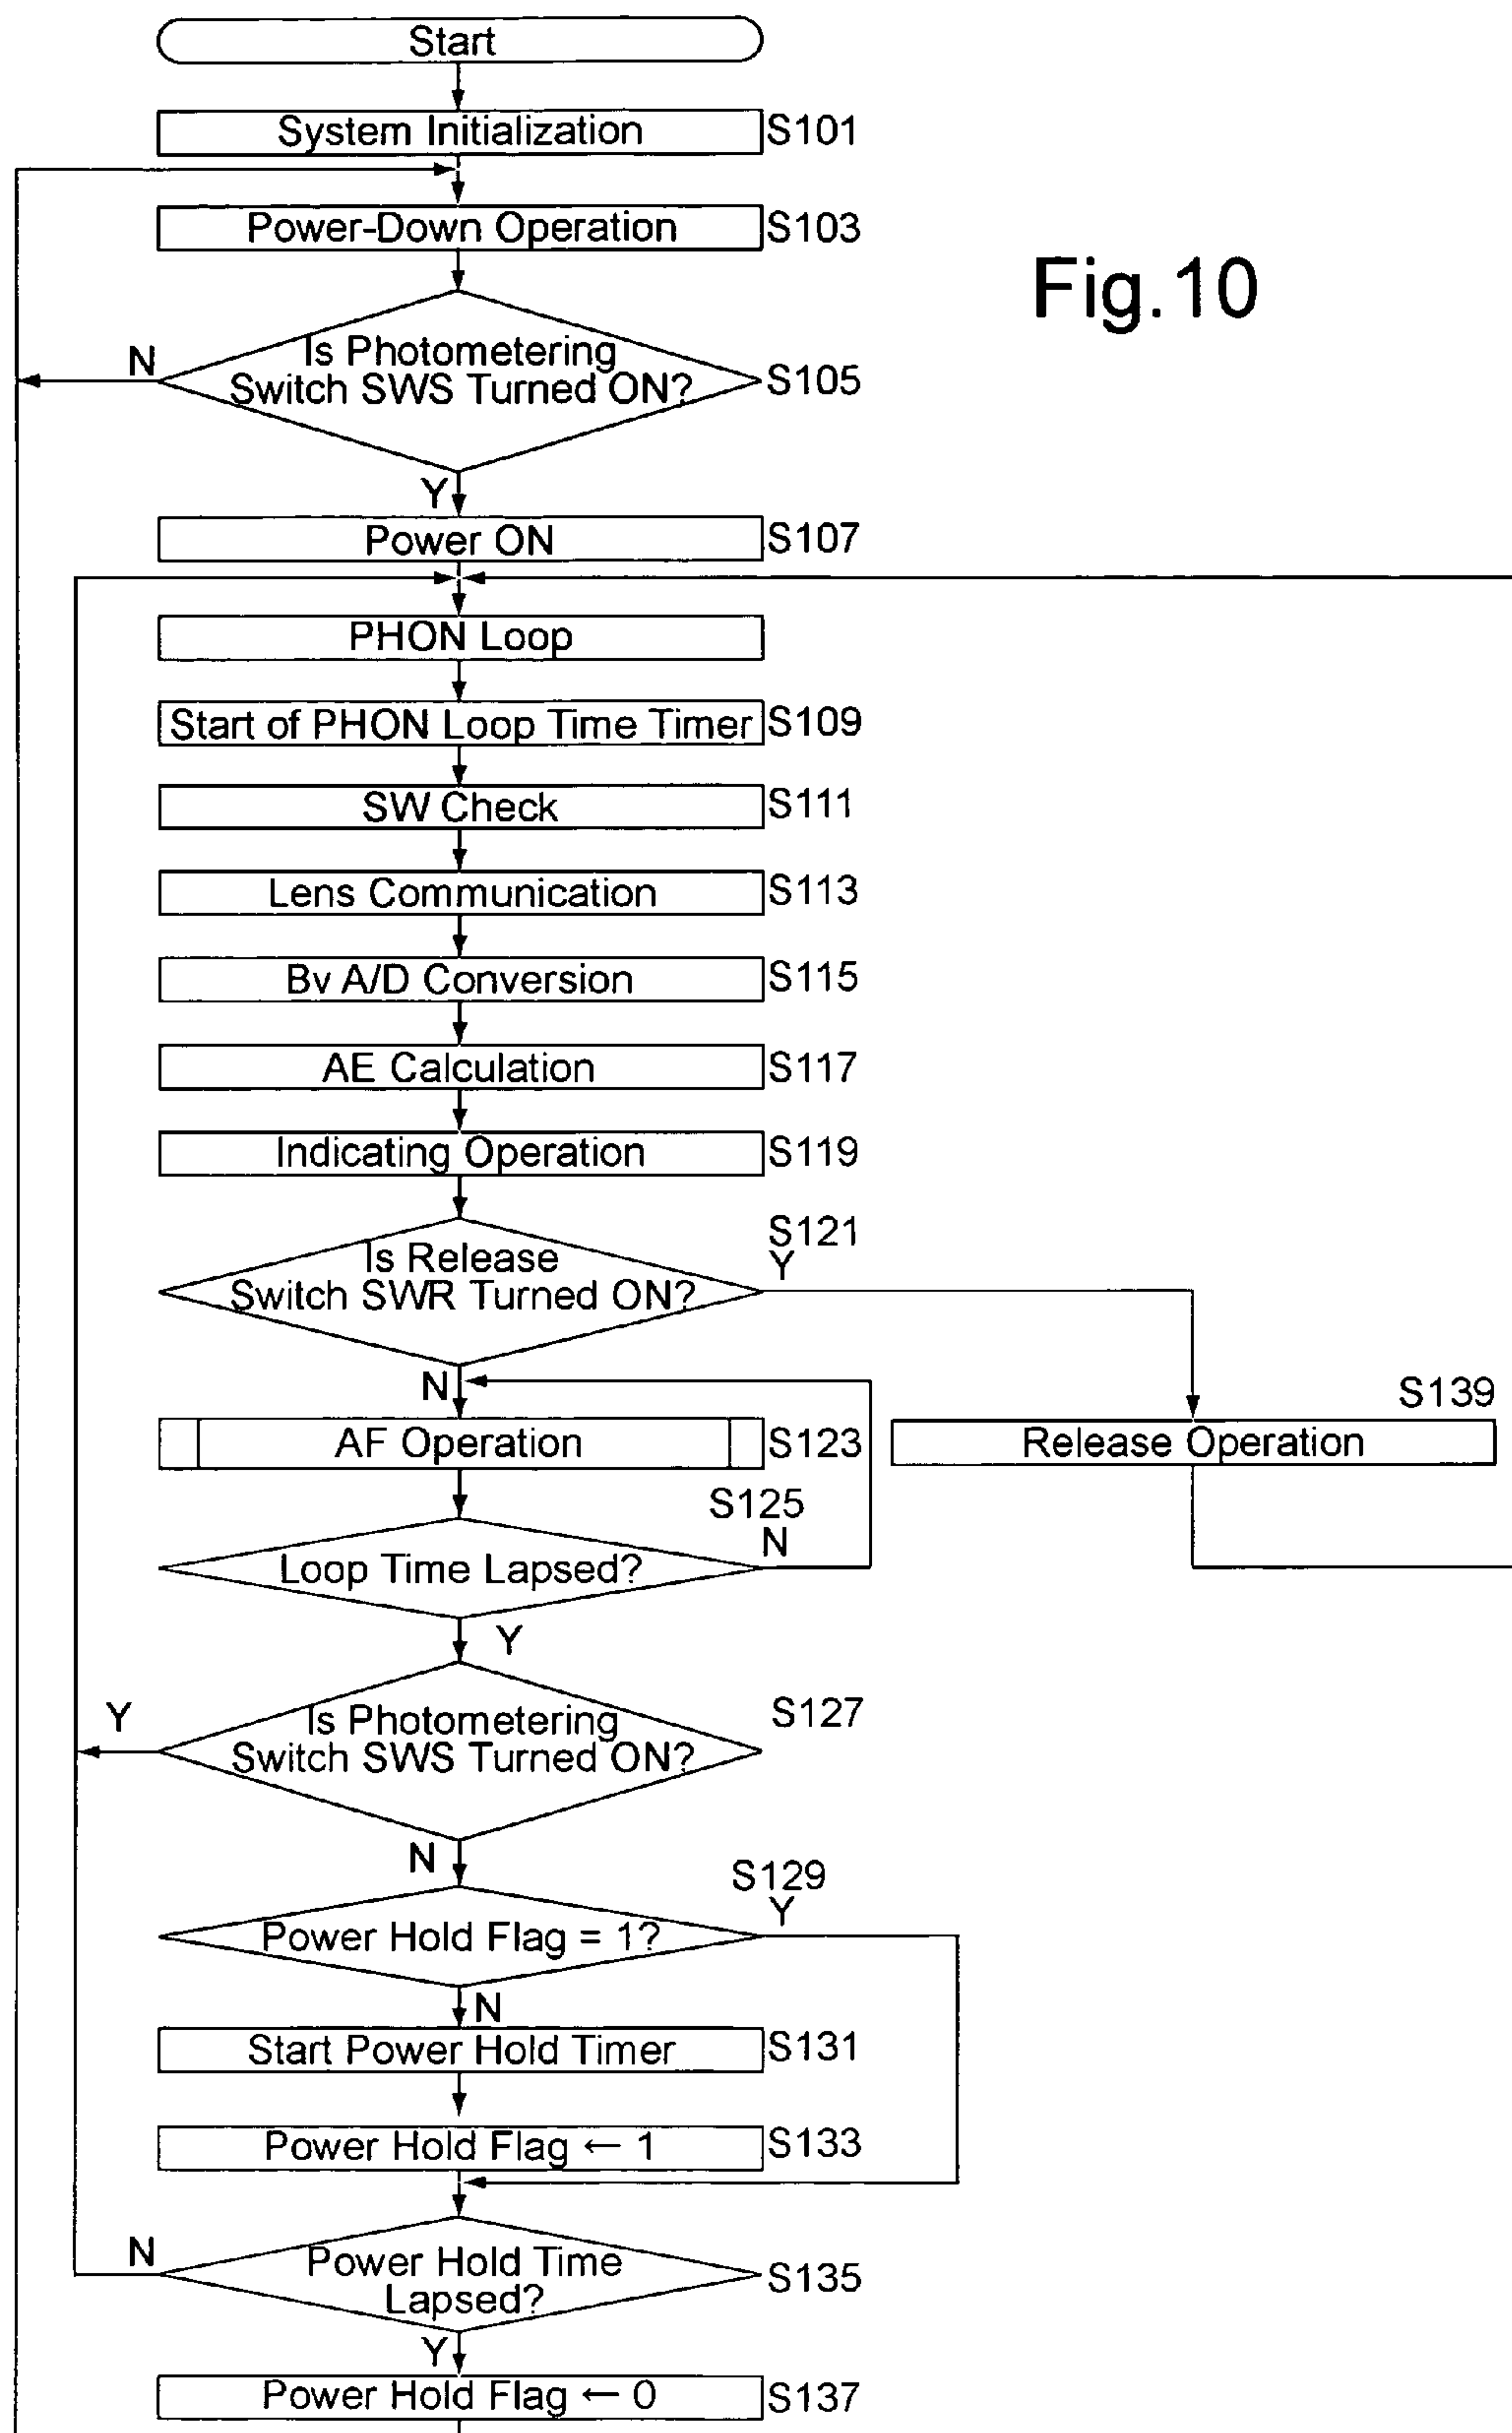 Start
System Initialization S101
Power-Down Operation S103
Fig.10
Is Photometering
Switch SWS Turned ON?
N
S105
Y
Power ON S107
PHON Loop
Start of PHON Loop Time Timer S109
SW Check S111
Lens Communication S113
Bv A/D Conversion S115
AE Calculation S117
Indicating Operation S119
S121
Is Release
Switch SWR Turned ON?
Y
N
S139
AF Operation S123
Release Operation
S125
N
Loop Time Lapsed?
Y
Is Photometering
Switch SWS Turned ON?
Y
S127
N
S129
Y
Power Hold Flag = 1?
N
Start Power Hold Timer S131
Power Hold Flag ← 1 S133
N
Power Hold Time
Lapsed?
S135
Y
Power Hold Flag ← 0 S137